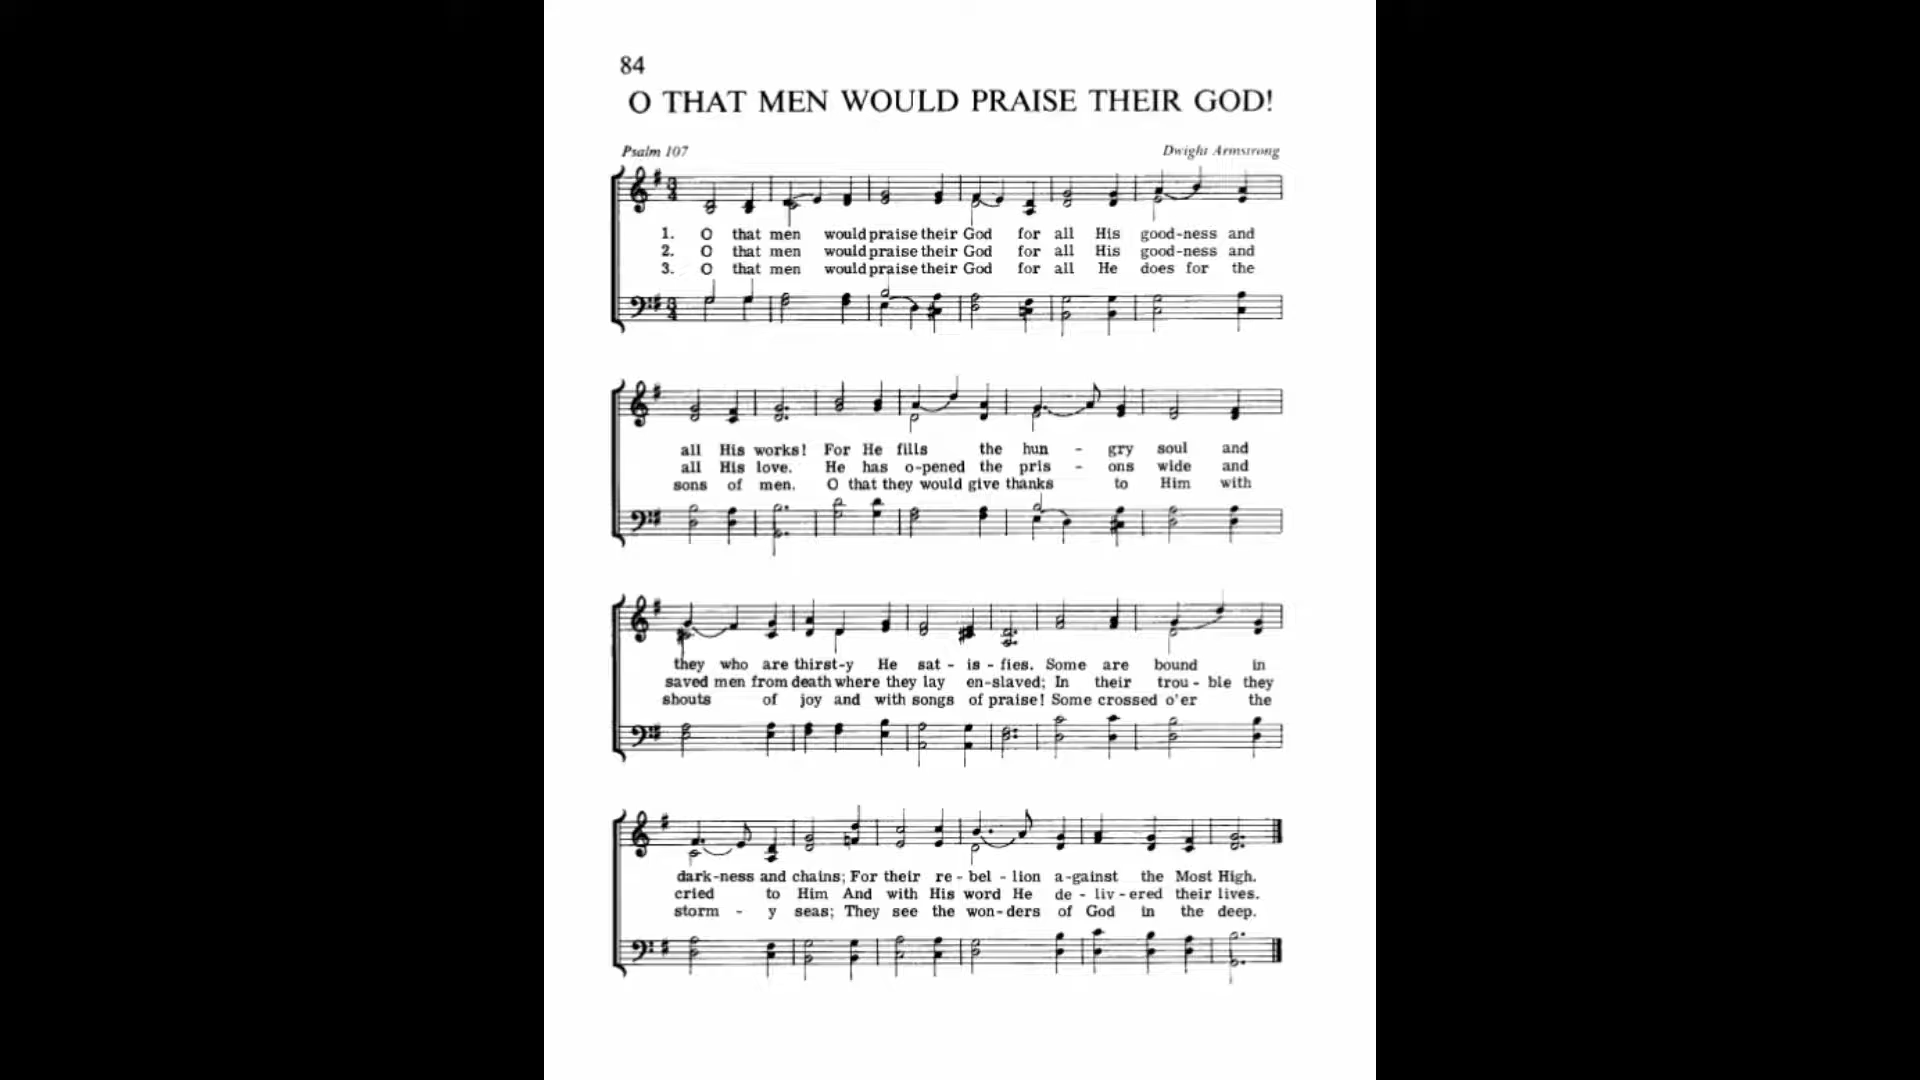 84
O THAT MEN WOULD PRAISE THEIR GOD!
Psalm 107 Dwight Armstrong
1. O that men would praise their God for all His good-ness and
2. O that men would praise their God for all His good-ness and
3. O that men would praise their God for all He does for the
all His works! For He fills the hun - gry soul and
all His love. He has o-pened the pris - ons wide and
sons of men. O that they would give thanks to Him with
they who are thirst-y He sat - is - fies. Some are bound in
saved men from death where they lay en-slaved; In their trou - ble they
shouts of joy and with songs of praise! Some crossed o'er the
dark-ness and chains; For their re - bel - lion a-gainst the Most High.
cried to Him And with His word He de - liv - ered their lives.
storm - y seas; They see the won- ders of God in the deep.